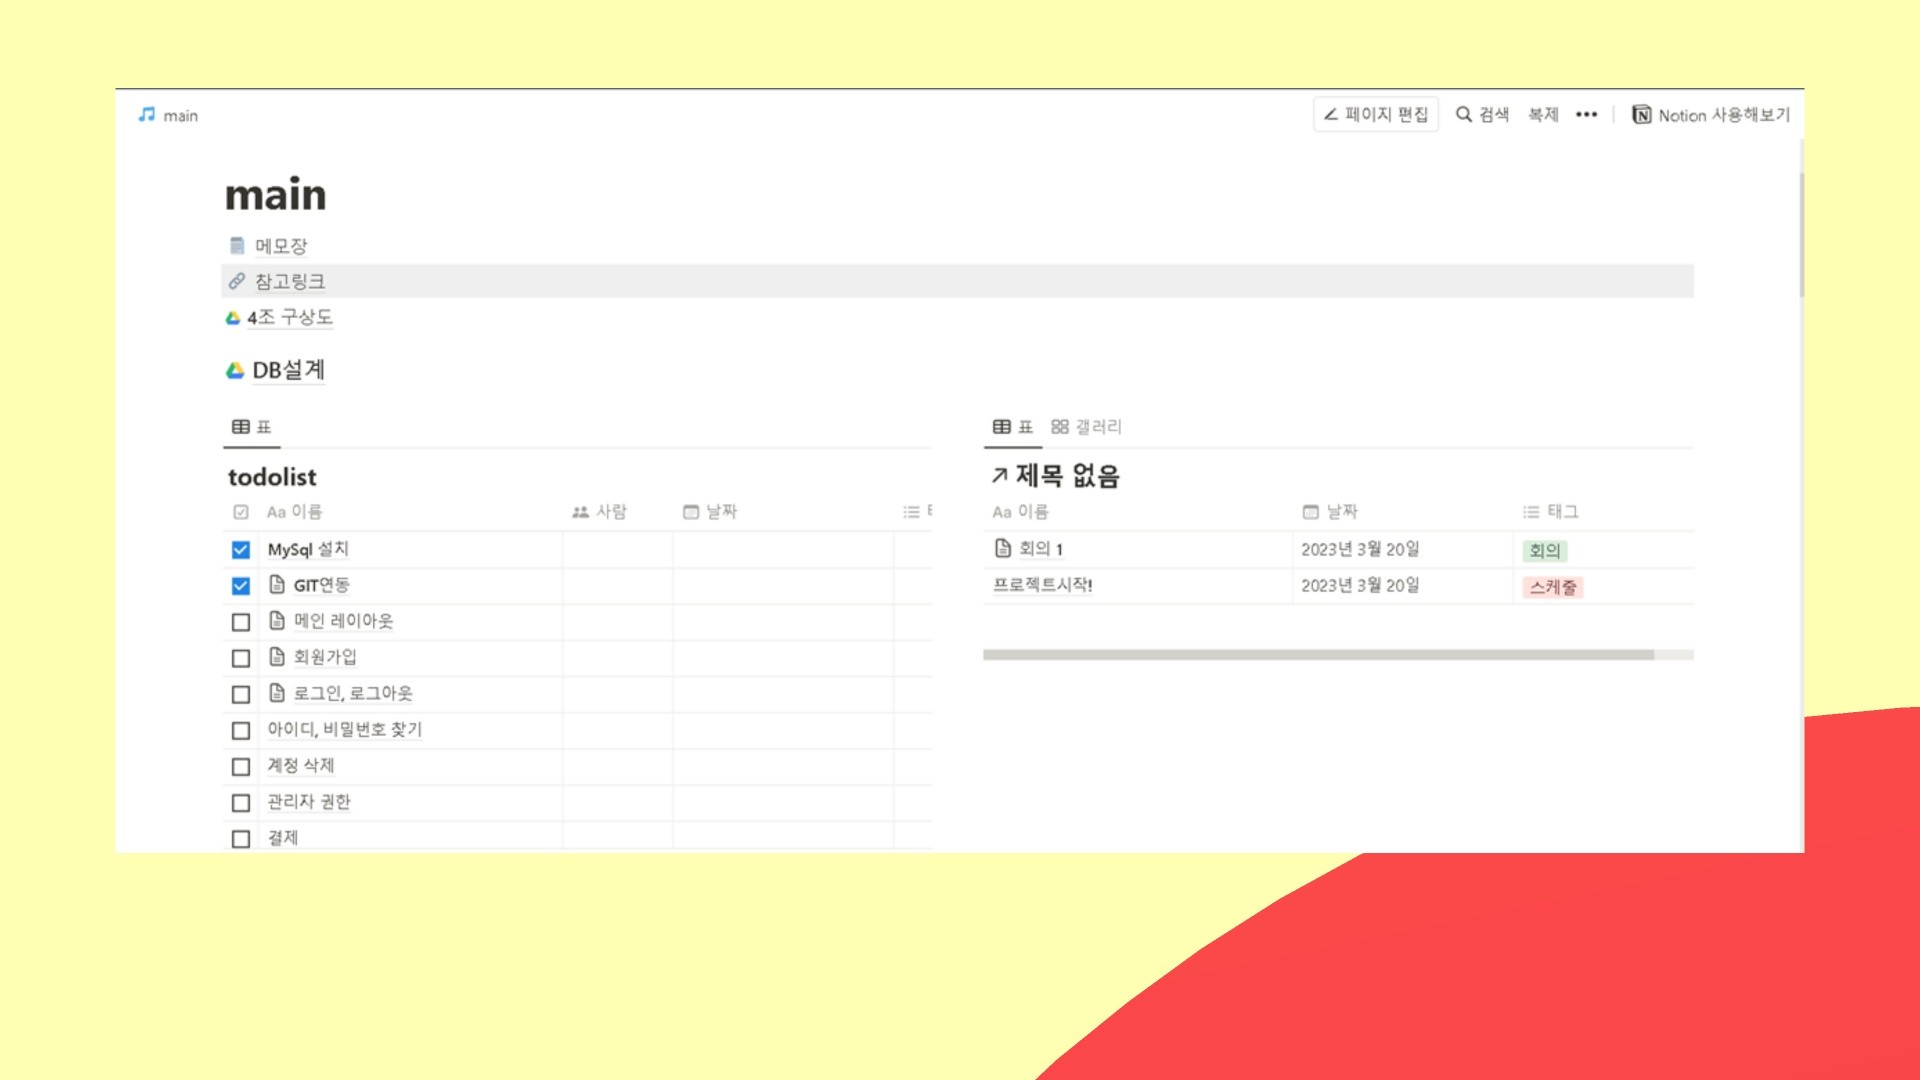 main
페이지 편집 검색 복제 ••• Notion 사용해보기
main
메모장
참고링크
4조 구상도
DB설계
표
todolist
Aa 이름 사람 날짜
MySql 설치
GIT연동
메인 레이아웃
회원가입
로그인, 로그아웃
아이디, 비밀번호 찾기
계정 삭제
관리자 권한
결제
표 갤러리
제목 없음
Aa 이름 날짜 태그
회의 1 2023년 3월 20일 회의
프로젝트시작! 2023년 3월 20일 스케줄